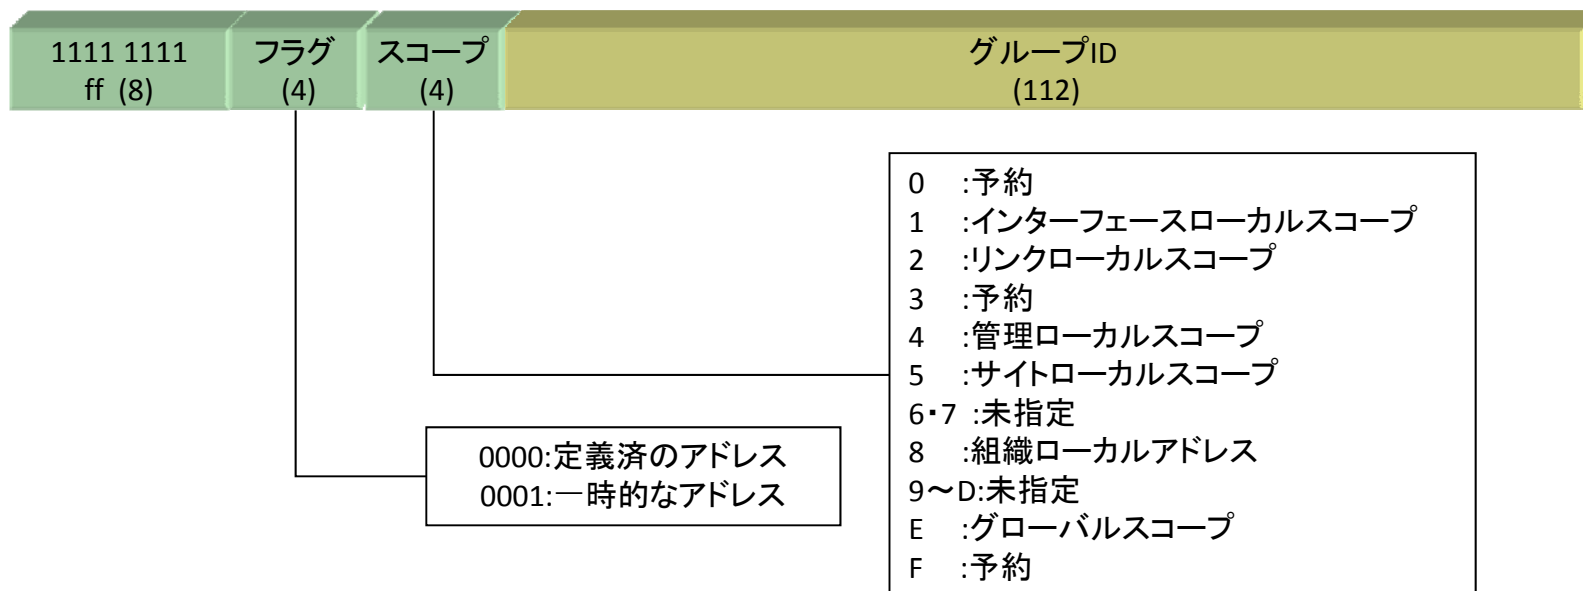 1111 1111 フラグ スコープ グループID
ff (8) (4) (4) (112)
0 :予約
1 :インターフェースローカルスコープ
2 :リンクローカルスコープ
3 :予約
4 :管理ローカルスコープ
5 :サイトローカルスコープ
6・7 :未指定
8 :組織ローカルアドレス
9～D:未指定
E :グローバルスコープ
F :予約
0000:定義済のアドレス
0001:一時的なアドレス